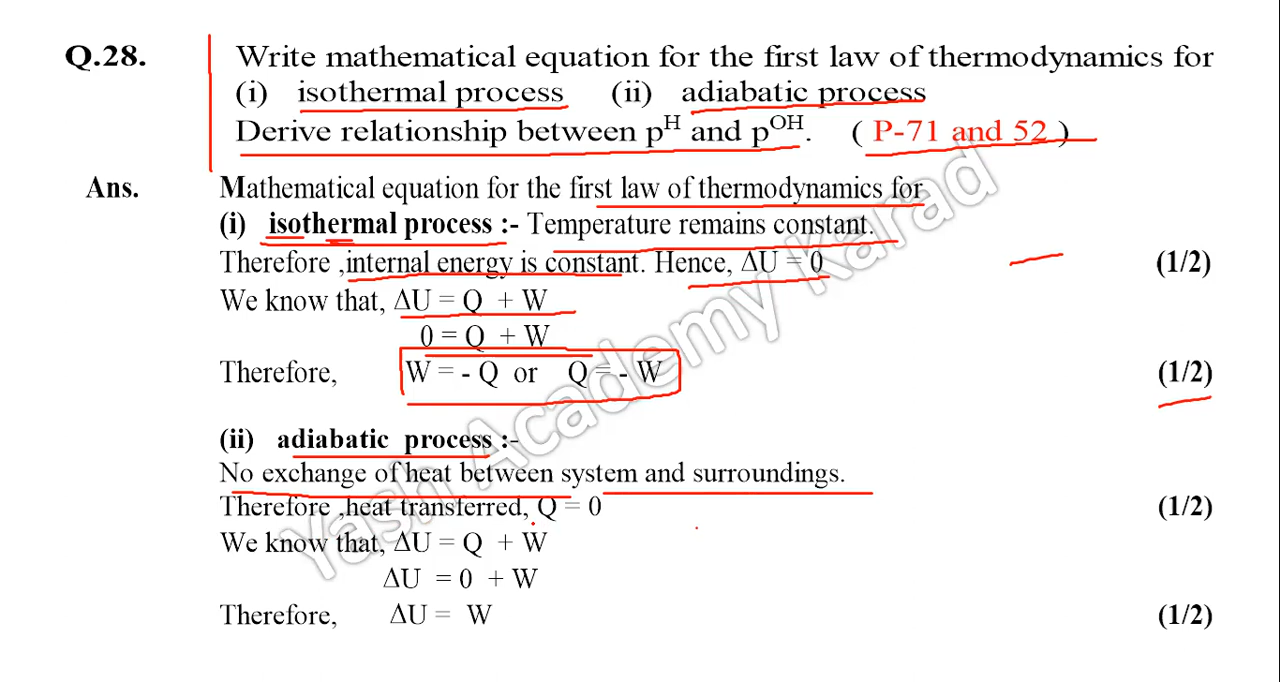 Q.28. Write mathematical equation for the first law of thermodynamics for
(i) isothermal process (ii) adiabatic process
Derive relationship between pᴴ and pᴼᴴ. ( P-71 and 52 )
Ans. Mathematical equation for the first law of thermodynamics for
(i) isothermal process :- Temperature remains constant.
Therefore ,internal energy is constant. Hence, ΔU = 0 (1/2)
We know that, ΔU = Q + W
0 = Q + W
Therefore, W = - Q or Q = - W (1/2)
(ii) adiabatic process :-
No exchange of heat between system and surroundings.
Therefore ,heat transferred, Q = 0 (1/2)
We know that, ΔU = Q + W
ΔU = 0 + W
Therefore, ΔU = W (1/2)
Yash Academy Karad